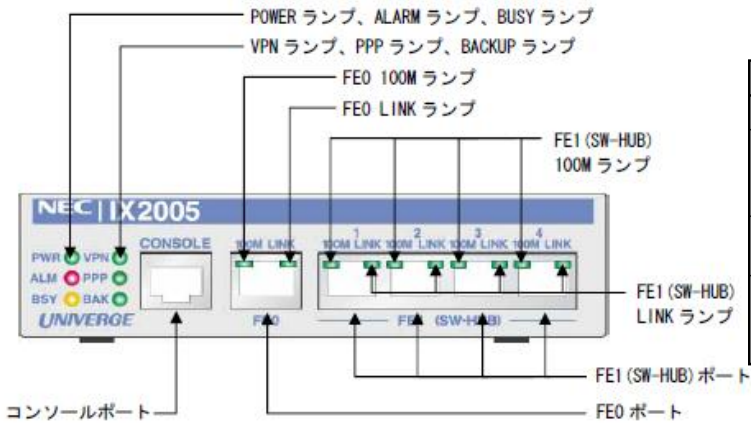 POWER ランプ、ALARM ランプ、BUSY ランプ
VPN ランプ、PPP ランプ、BACKUP ランプ
FE0 100M ランプ
FE0 LINK ランプ
FE1(SW-HUB)
100M ランプ
NEC | IX2005
CONSOLE
100M LINK
1
2
3
4
100M LINK 100M LINK 100M LINK 100M LINK
PWR VPN
ALM PPP
BSY BAK
UNIVERGE
FE0
FE1 (SW-HUB)
FE1(SW-HUB)
LINK ランプ
FE1(SW-HUB)ポート
コンソールポート
FE0 ポート